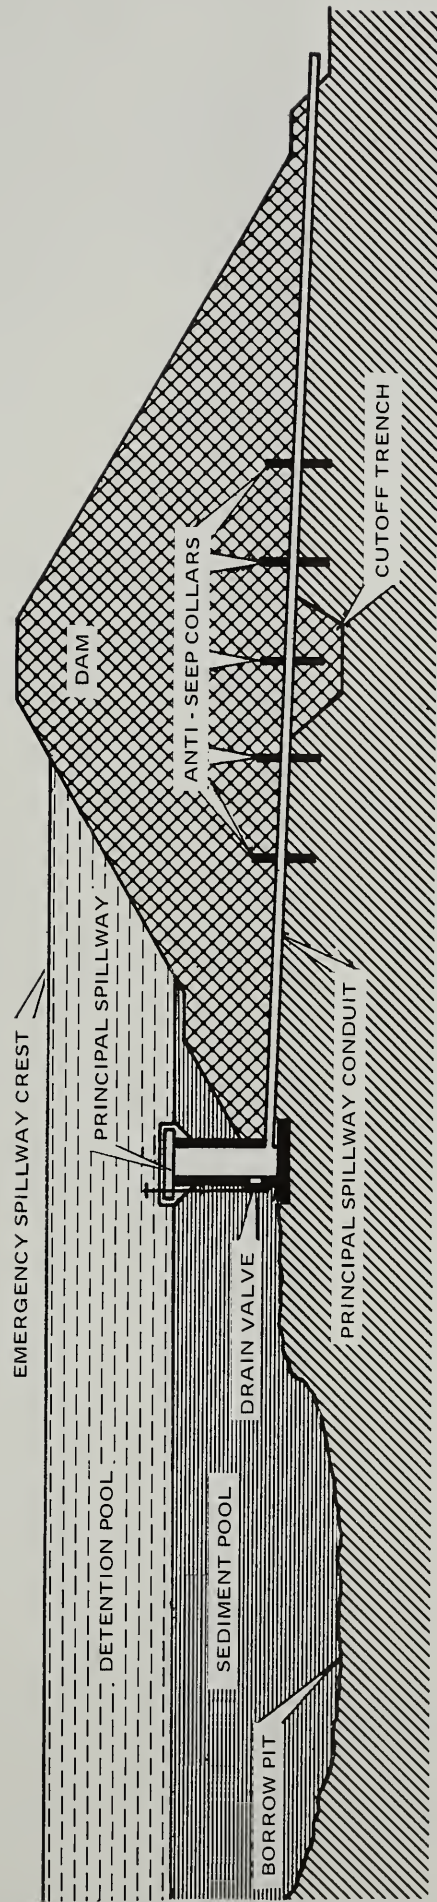 EMERGENCY SPILLWAY CREST
DETENTION POOL
PRINCIPAL SPILLWAY
DAM
SEDIMENT POOL
DRAIN VALVE
ANTI - SEEP COLLARS
BORROW PIT
PRINCIPAL SPILLWAY CONDUIT
CUTOFF TRENCH